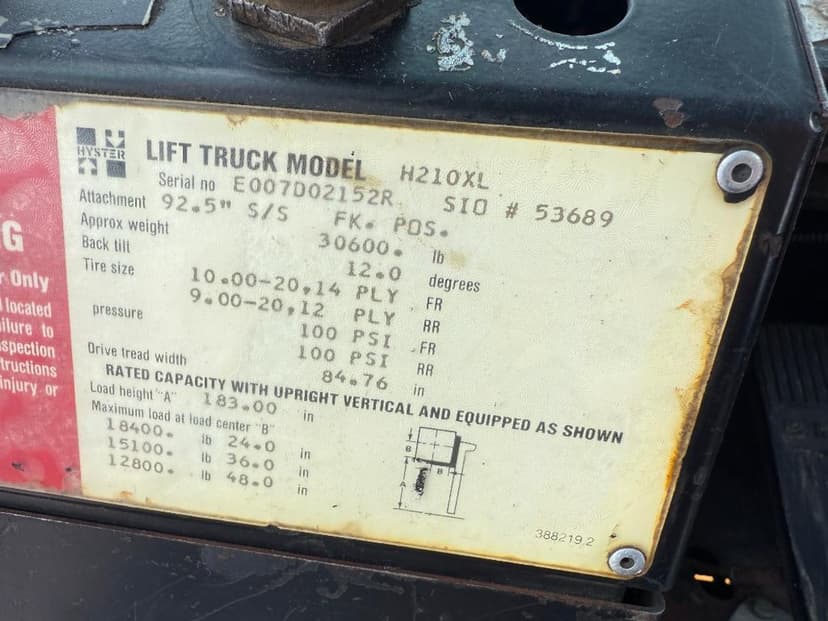 HYSTER
LIFT TRUCK MODEL H210XL
Serial no E007D02152R SIO # 53689
Attachment 92.5" S/S FK. POS.
Approx weight 30600. lb
Back tilt 12.0 degrees
Tire size 10.00-20,14 PLY FR
9.00-20,12 PLY RR
pressure 100 PSI FR
100 PSI RR
Drive tread width 84.76 in
RATED CAPACITY WITH UPRIGHT VERTICAL AND EQUIPPED AS SHOWN
Load height "A" 183.00 in
Maximum load at load center "B"
18400. lb 24.0 in
15100. lb 36.0 in
12800. lb 48.0 in
B
B
A
388219 2
G
Only
located
to
injury or